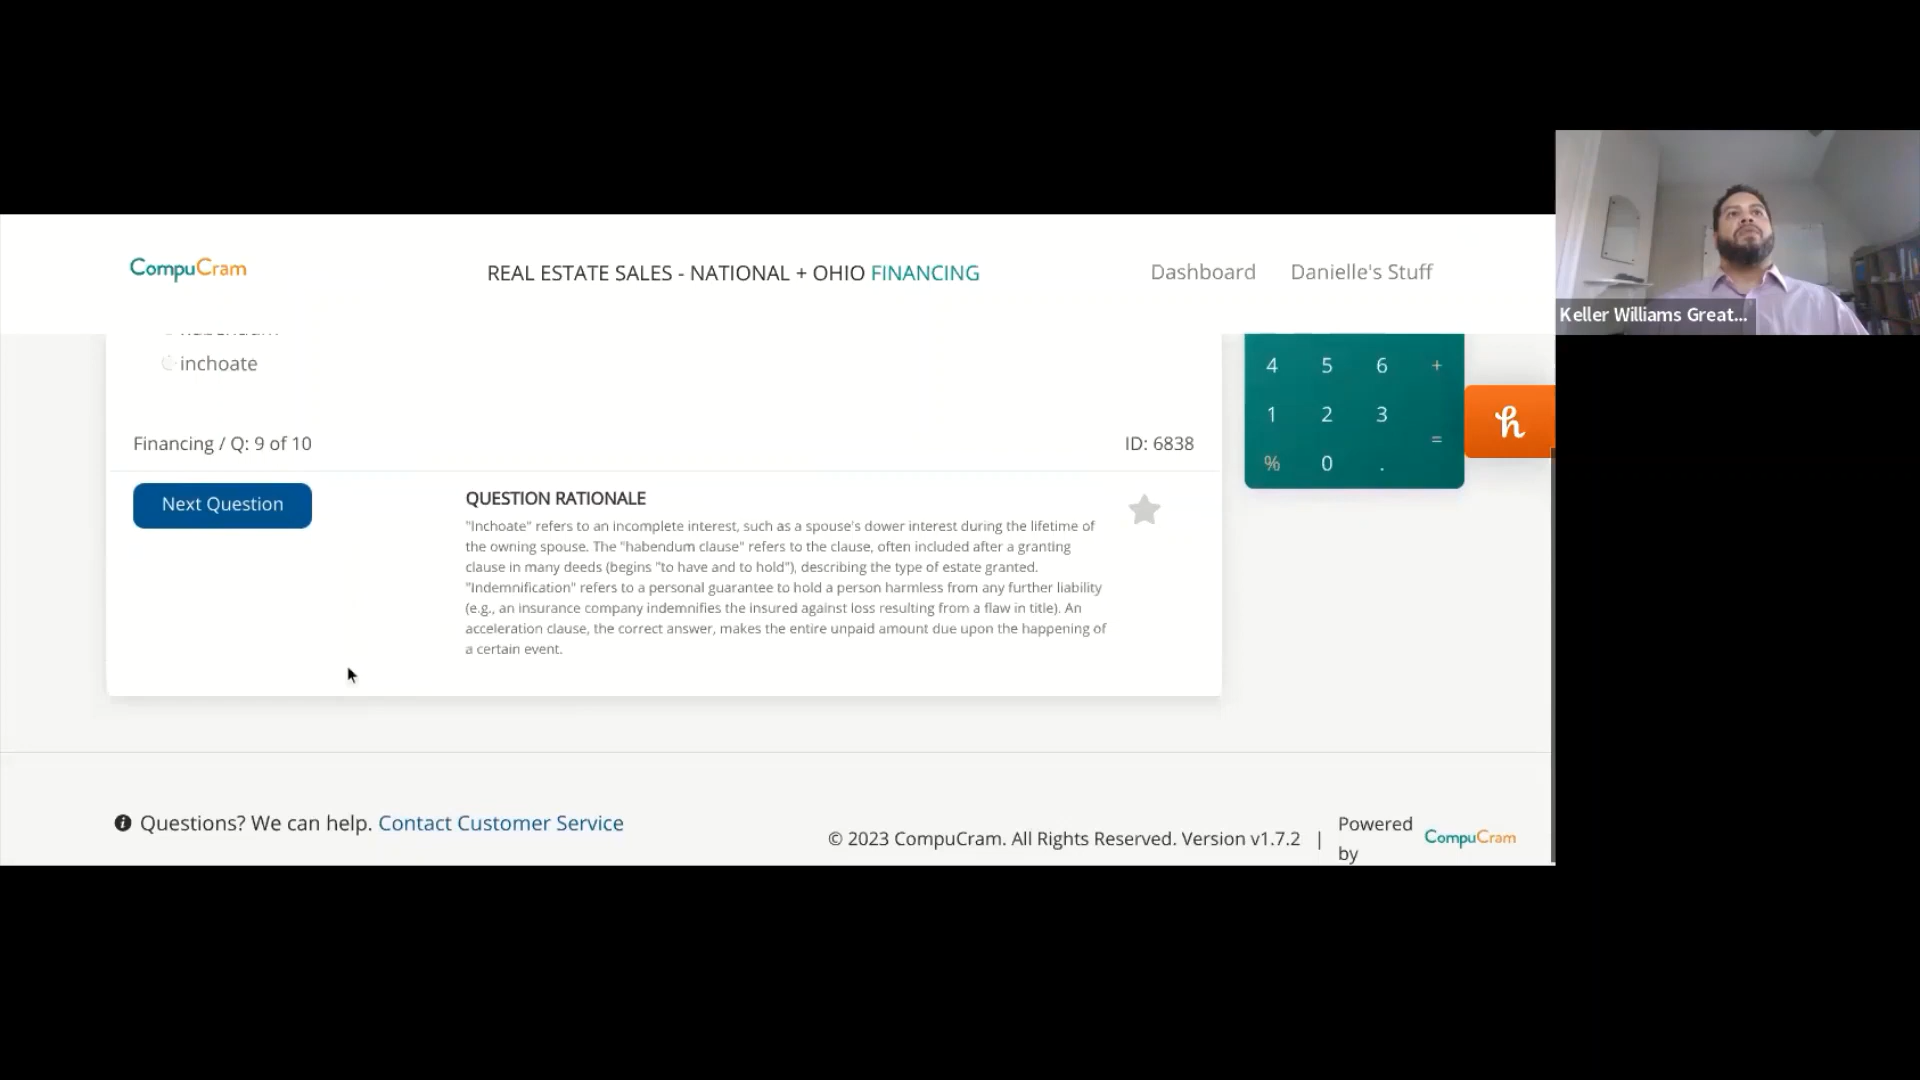 CompuCram
REAL ESTATE SALES - NATIONAL + OHIO FINANCING
Dashboard
Danielle's Stuff
Keller Williams Great...
inchoate
4 5 6 +
1 2 3
=
% 0 .
Financing / Q: 9 of 10
ID: 6838
Next Question
QUESTION RATIONALE
"Inchoate" refers to an incomplete interest, such as a spouse's dower interest during the lifetime of
the owning spouse. The "habendum clause" refers to the clause, often included after a granting
clause in many deeds (begins "to have and to hold"), describing the type of estate granted.
"Indemnification" refers to a personal guarantee to hold a person harmless from any further liability
(e.g., an insurance company indemnifies the insured against loss resulting from a flaw in title). An
acceleration clause, the correct answer, makes the entire unpaid amount due upon the happening of
a certain event.
Questions? We can help. Contact Customer Service
© 2023 CompuCram. All Rights Reserved. Version v1.7.2 |
Powered
by
CompuCram